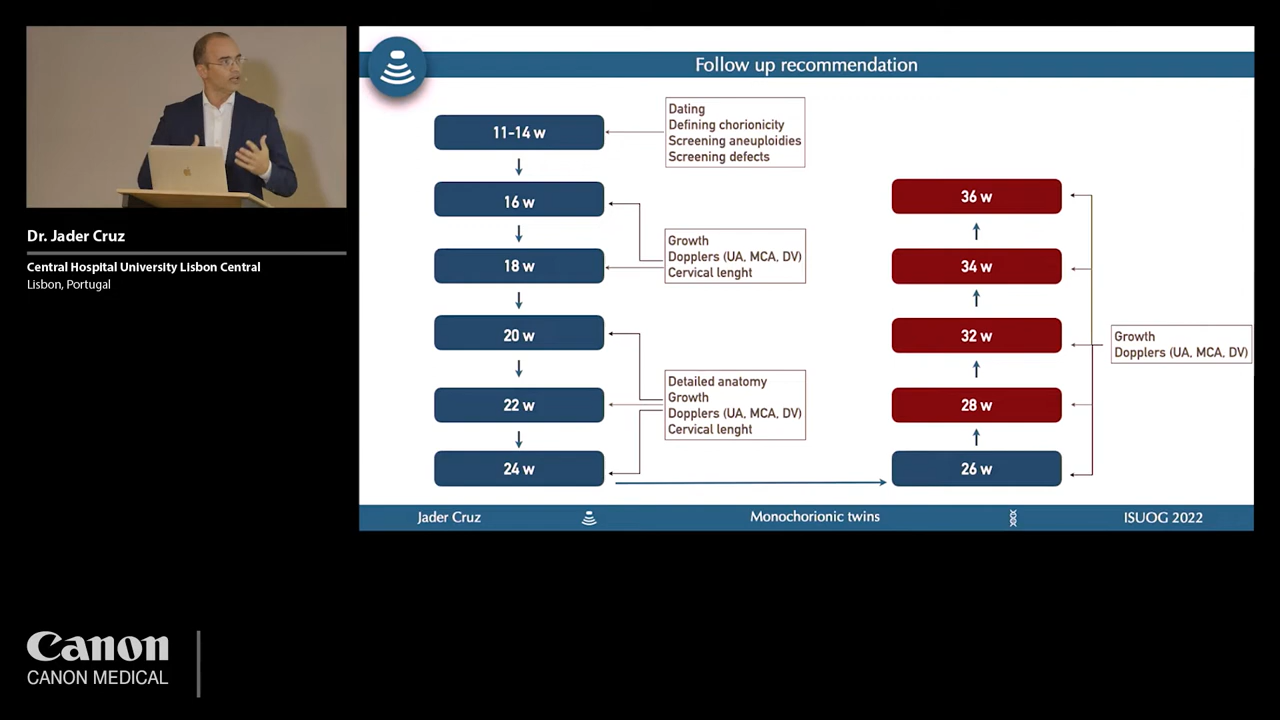 Follow up recommendation
11-14 w
Dating
Defining chorionicity
Screening aneuploidies
Screening defects
16 w
18 w
Growth
Dopplers (UA, MCA, DV)
Cervical lenght
20 w
22 w
24 w
Detailed anatomy
Growth
Dopplers (UA, MCA, DV)
Cervical lenght
36 w
34 w
32 w
28 w
26 w
Growth
Dopplers (UA, MCA, DV)
Jader Cruz
Monochorionic twins
ISUOG 2022
Dr. Jader Cruz
Central Hospital University Lisbon Central
Lisbon, Portugal
Canon
CANON MEDICAL